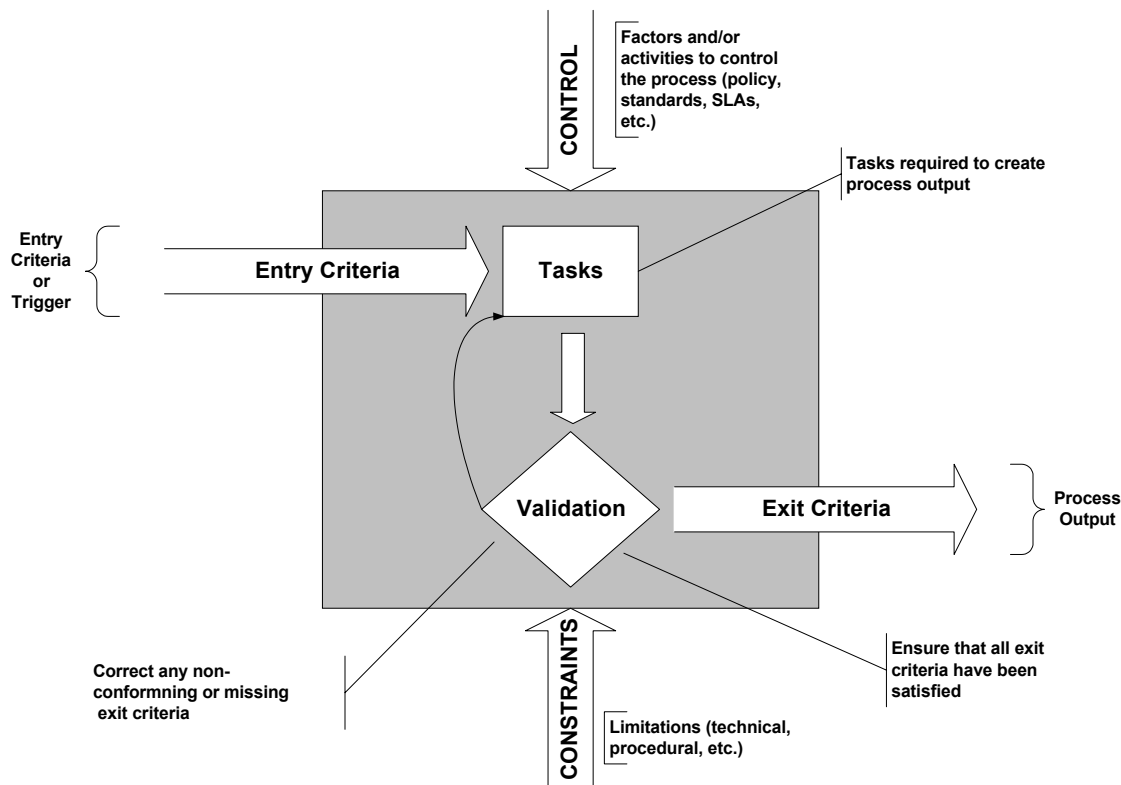 CONTROL
Factors and/or
activities to control
the process (policy,
standards, SLAs,
etc.)
Tasks required to create
process output
Entry
Criteria
or
Trigger
Entry Criteria
Tasks
Validation
Exit Criteria
Process
Output
Correct any non-
conformning or missing
exit criteria
Ensure that all exit
criteria have been
satisfied
CONSTRAINTS
Limitations (technical,
procedural, etc.)